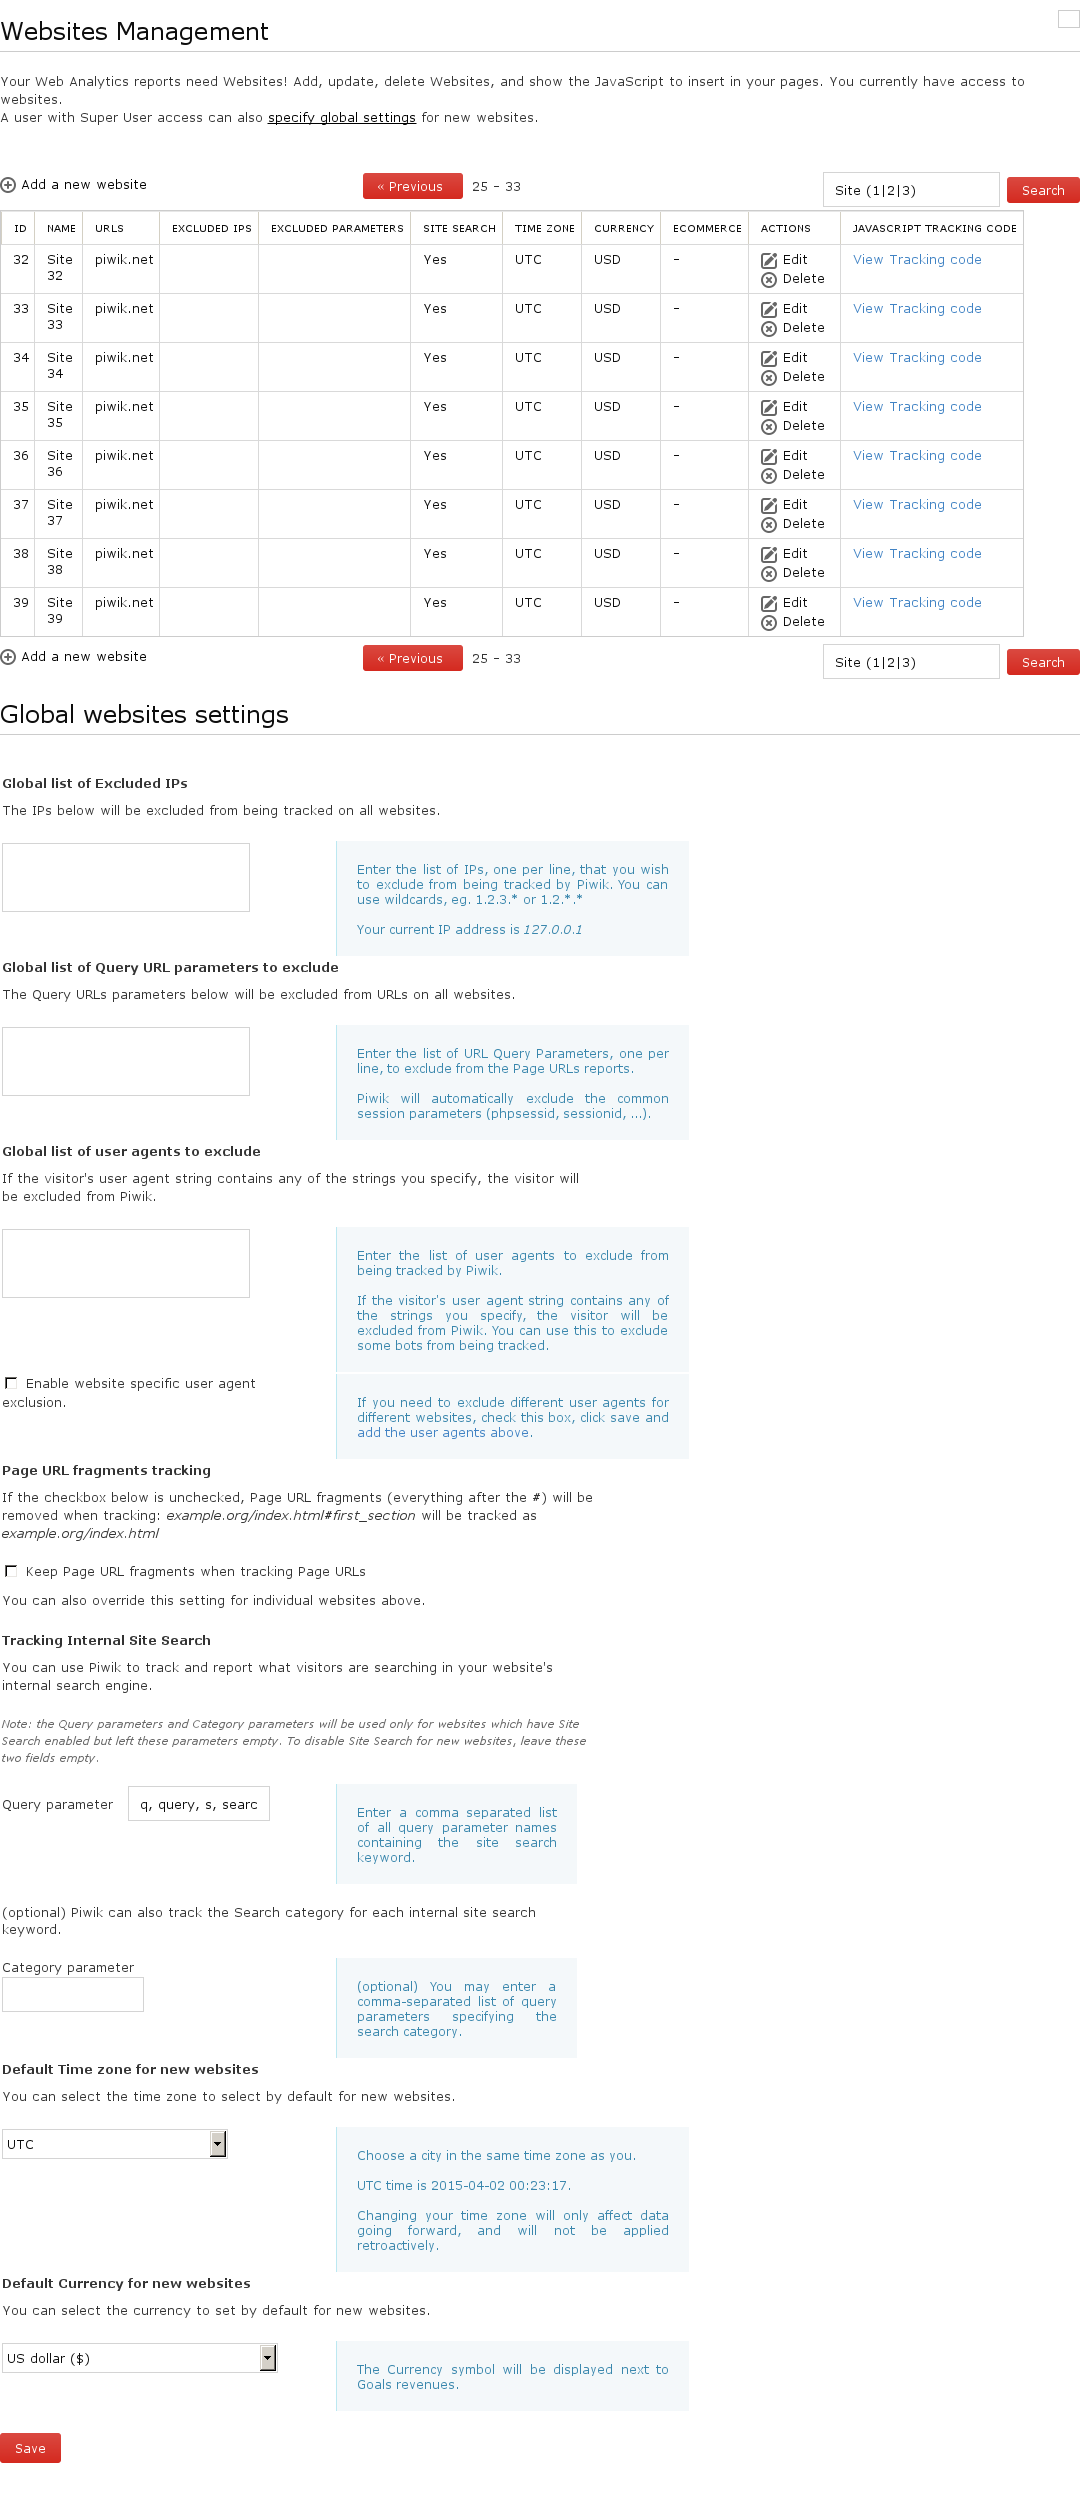 Websites Management
Your Web Analytics reports need Websites! Add, update, delete Websites, and show the JavaScript to insert in your pages. You currently have access to
websites.
A user with Super User access can also specify global settings for new websites.
Add a new website « Previous 25 - 33 Site (1|2|3) Search
ID NAME URLS EXCLUDED IPS EXCLUDED PARAMETERS SITE SEARCH TIME ZONE CURRENCY ECOMMERCE ACTIONS JAVASCRIPT TRACKING CODE
32 Site piwik.net Yes UTC USD - Edit View Tracking code
32 Delete
33 Site piwik.net Yes UTC USD - Edit View Tracking code
33 Delete
34 Site piwik.net Yes UTC USD - Edit View Tracking code
34 Delete
35 Site piwik.net Yes UTC USD - Edit View Tracking code
35 Delete
36 Site piwik.net Yes UTC USD - Edit View Tracking code
36 Delete
37 Site piwik.net Yes UTC USD - Edit View Tracking code
37 Delete
38 Site piwik.net Yes UTC USD - Edit View Tracking code
38 Delete
39 Site piwik.net Yes UTC USD - Edit View Tracking code
39 Delete
Add a new website « Previous 25 - 33 Site (1|2|3) Search
Global websites settings
Global list of Excluded IPs
The IPs below will be excluded from being tracked on all websites.
Enter the list of IPs, one per line, that you wish
to exclude from being tracked by Piwik. You can
use wildcards, eg. 1.2.3.* or 1.2.*.*
Your current IP address is 127.0.0.1
Global list of Query URL parameters to exclude
The Query URLs parameters below will be excluded from URLs on all websites.
Enter the list of URL Query Parameters, one per
line, to exclude from the Page URLs reports.
Piwik will automatically exclude the common
session parameters (phpsessid, sessionid, ...).
Global list of user agents to exclude
If the visitor's user agent string contains any of the strings you specify, the visitor will
be excluded from Piwik.
Enter the list of user agents to exclude from
being tracked by Piwik.
If the visitor's user agent string contains any of
the strings you specify, the visitor will be
excluded from Piwik. You can use this to exclude
some bots from being tracked.
Enable website specific user agent
exclusion.
If you need to exclude different user agents for
different websites, check this box, click save and
add the user agents above.
Page URL fragments tracking
If the checkbox below is unchecked, Page URL fragments (everything after the #) will be
removed when tracking: example.org/index.html#first_section will be tracked as
example.org/index.html
Keep Page URL fragments when tracking Page URLs
You can also override this setting for individual websites above.
Tracking Internal Site Search
You can use Piwik to track and report what visitors are searching in your website's
internal search engine.
Note: the Query parameters and Category parameters will be used only for websites which have Site
Search enabled but left these parameters empty. To disable Site Search for new websites, leave these
two fields empty.
Query parameter q, query, s, searc
Enter a comma separated list
of all query parameter names
containing the site search
keyword.
(optional) Piwik can also track the Search category for each internal site search
keyword.
Category parameter
(optional) You may enter a
comma-separated list of query
parameters specifying the
search category.
Default Time zone for new websites
You can select the time zone to select by default for new websites.
UTC
Choose a city in the same time zone as you.
UTC time is 2015-04-02 00:23:17.
Changing your time zone will only affect data
going forward, and will not be applied
retroactively.
Default Currency for new websites
You can select the currency to set by default for new websites.
US dollar ($)
The Currency symbol will be displayed next to
Goals revenues.
Save